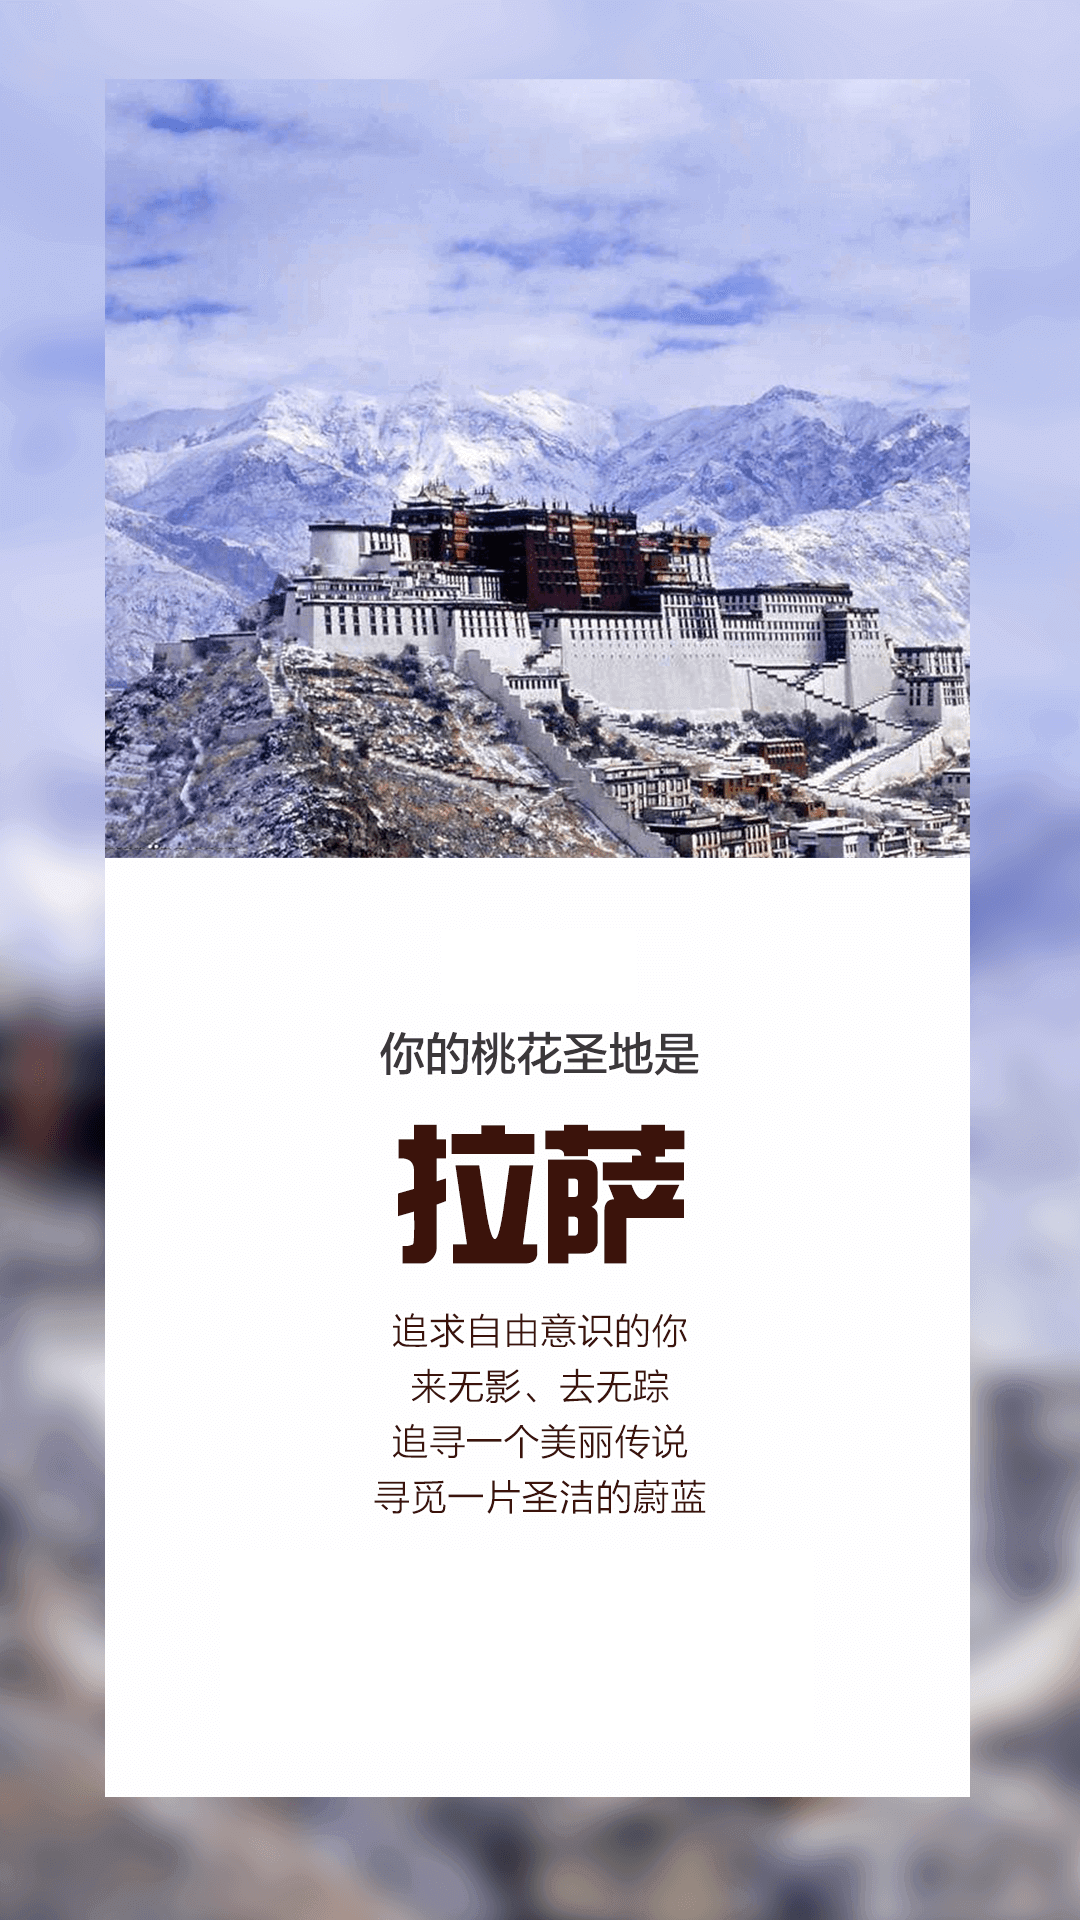 你的桃花圣地是
拉萨
追求自由意识的你
来无影、去无踪
追寻一个美丽传说
寻觅一片圣洁的蔚蓝